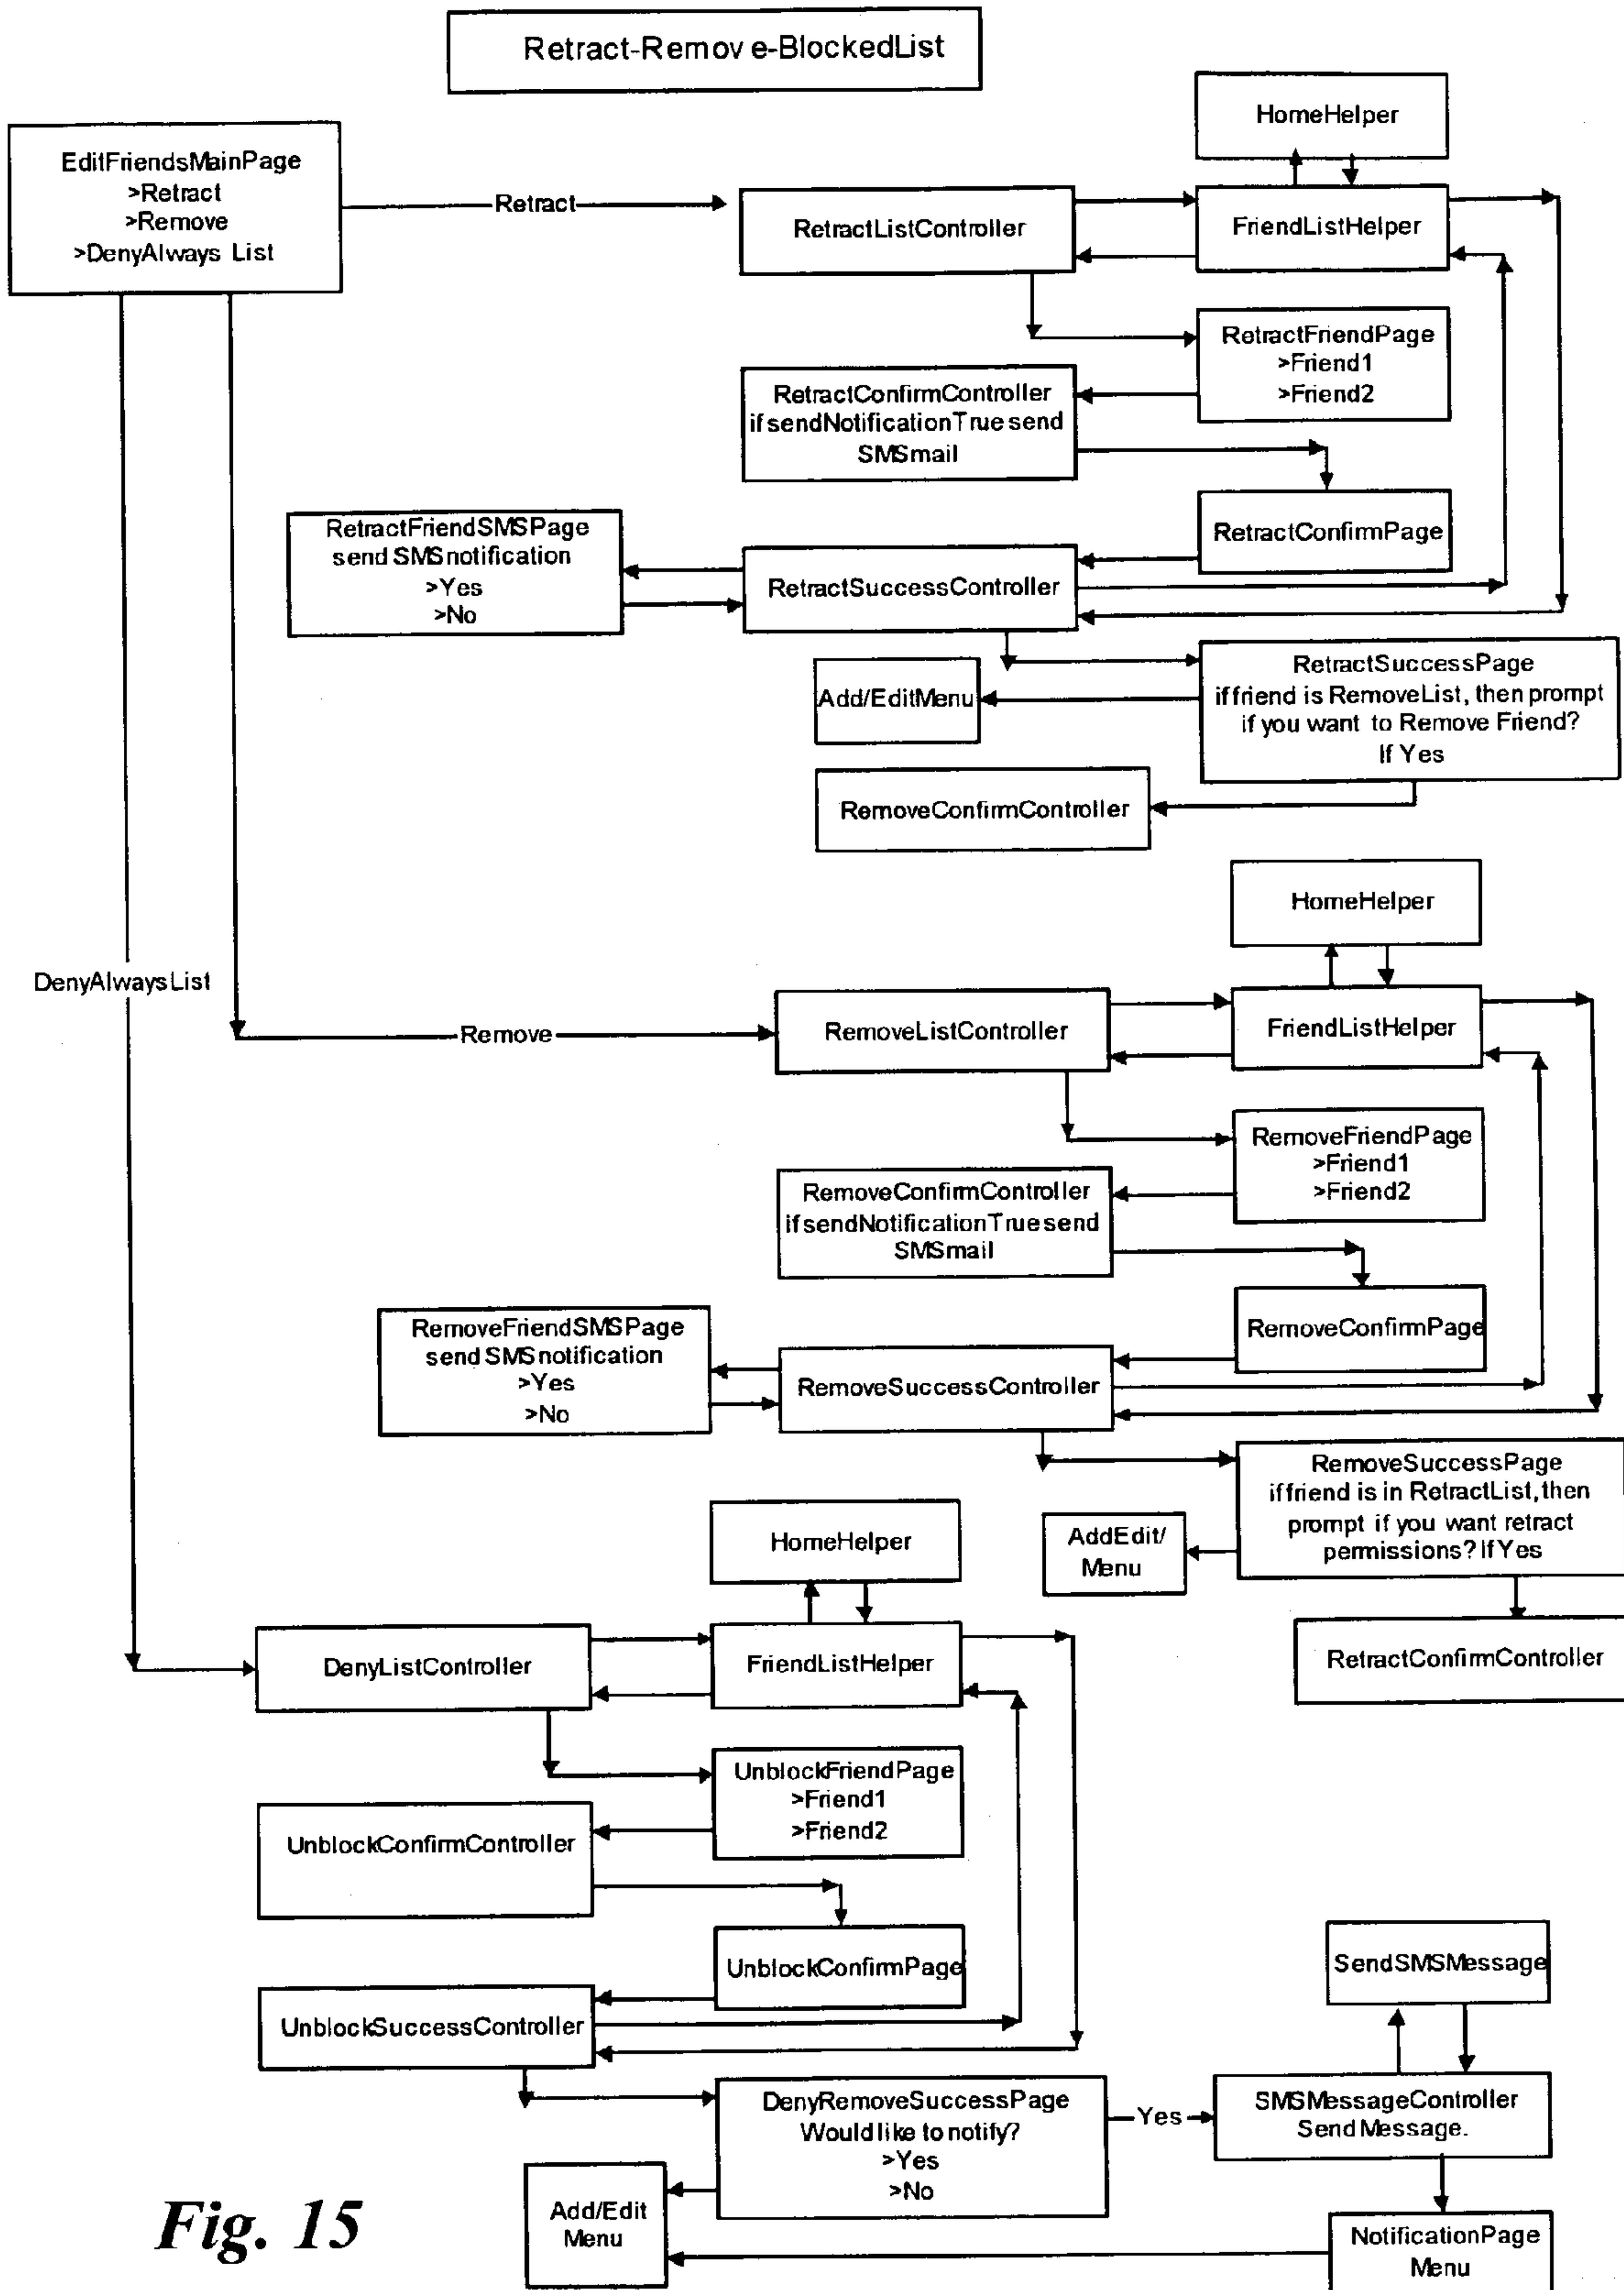 Retract-Remove-BlockedList
HomeHelper
EditFriendsMainPage
>Retract
>Remove
>DenyAlways List
Retract
RetractListController
FriendListHelper
RetractFriendPage
>Friend1
>Friend2
RetractConfirmController
if sendNotificationTrue send
SMSmail
RetractConfirmPage
RetractFriendSMSPage
send SMS notification
>Yes
>No
RetractSuccessController
RetractSuccessPage
if friend is RemoveList, then prompt
if you want to Remove Friend?
If Yes
Add/EditMenu
RemoveConfirmController
HomeHelper
DenyAlwaysList
Remove
RemoveListController
FriendListHelper
RemoveFriendPage
>Friend1
>Friend2
RemoveConfirmController
if sendNotificationTrue send
SMSmail
RemoveConfirmPage
RemoveFriendSMSPage
send SMS notification
>Yes
>No
RemoveSuccessController
RemoveSuccessPage
if friend is in RetractList, then
prompt if you want retract
permissions? If Yes
AddEdit/
Menu
RetractConfirmController
HomeHelper
DenyListController
FriendListHelper
UnblockFriendPage
>Friend1
>Friend2
UnblockConfirmController
UnblockConfirmPage
UnblockSuccessController
SendSMSMessage
DenyRemoveSuccessPage
Would like to notify?
>Yes
>No
Yes
SMSMessageController
Send Message.
Add/Edit
Menu
NotificationPage
Menu
Fig. 15